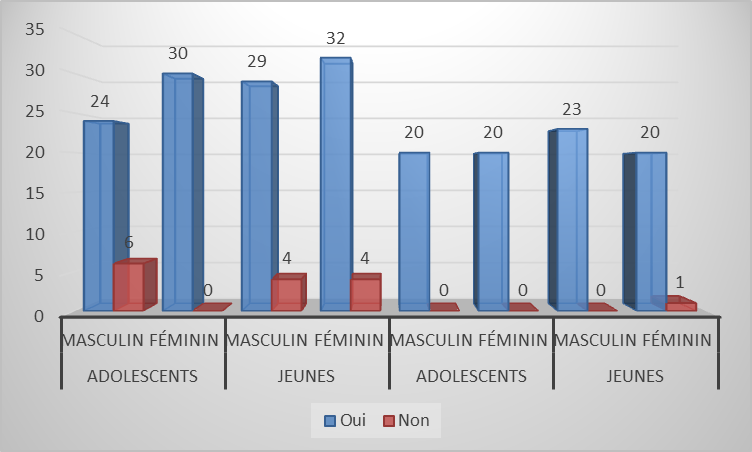 35
30
25
20
15
10
5
0
24 30 29 32 20 20 23 20
6 0 4 4 0 0 0 1
MASCULIN FÉMININ MASCULIN FÉMININ MASCULIN FÉMININ MASCULIN FÉMININ
ADOLESCENTS JEUNES ADOLESCENTS JEUNES
Oui Non